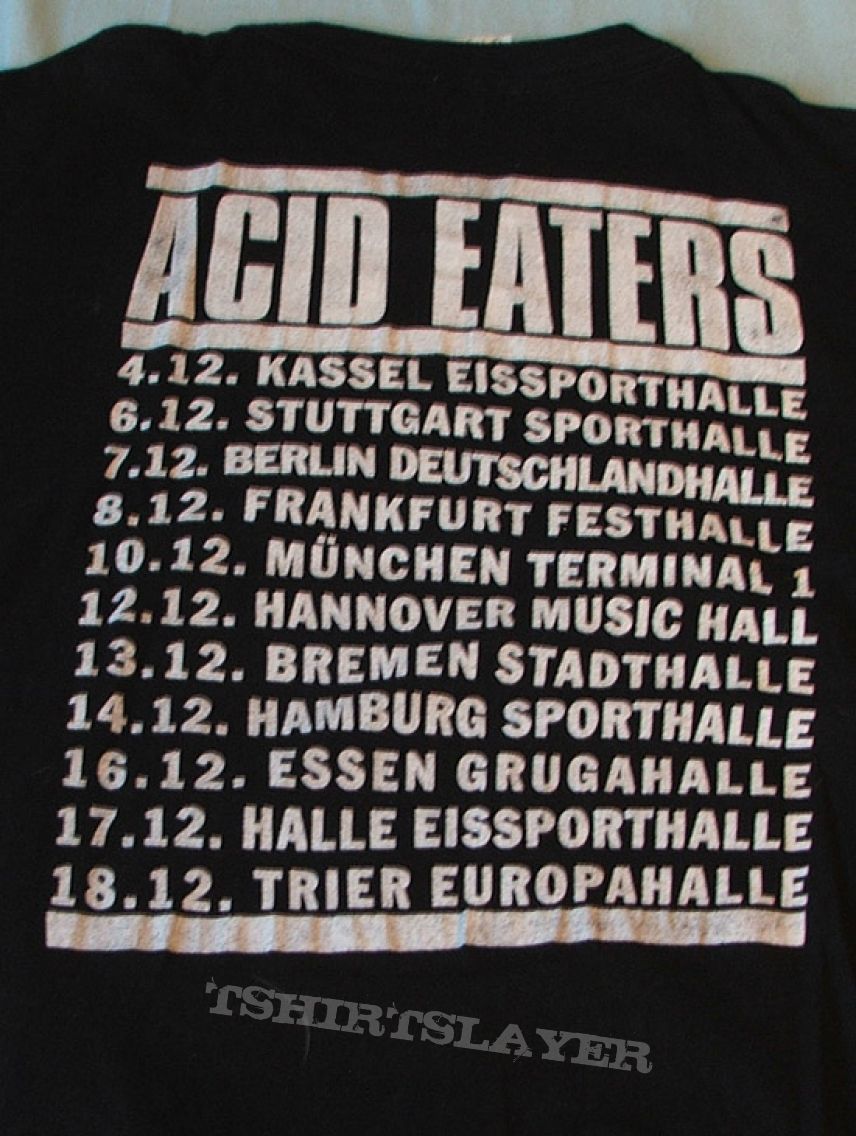 ACID EATERS
4.12. KASSEL EISSPORTHALLE
6.12. STUTTGART SPORTHALLE
7.12. BERLIN DEUTSCHLANDHALLE
8.12. FRANKFURT FESTHALLE
10.12. MÜNCHEN TERMINAL 1
12.12. HANNOVER MUSIC HALL
13.12. BREMEN STADTHALLE
14.12. HAMBURG SPORTHALLE
16.12. ESSEN GRUGAHALLE
17.12. HALLE EISSPORTHALLE
18.12. TRIER EUROPAHALLE
TSHIRTSLAYER